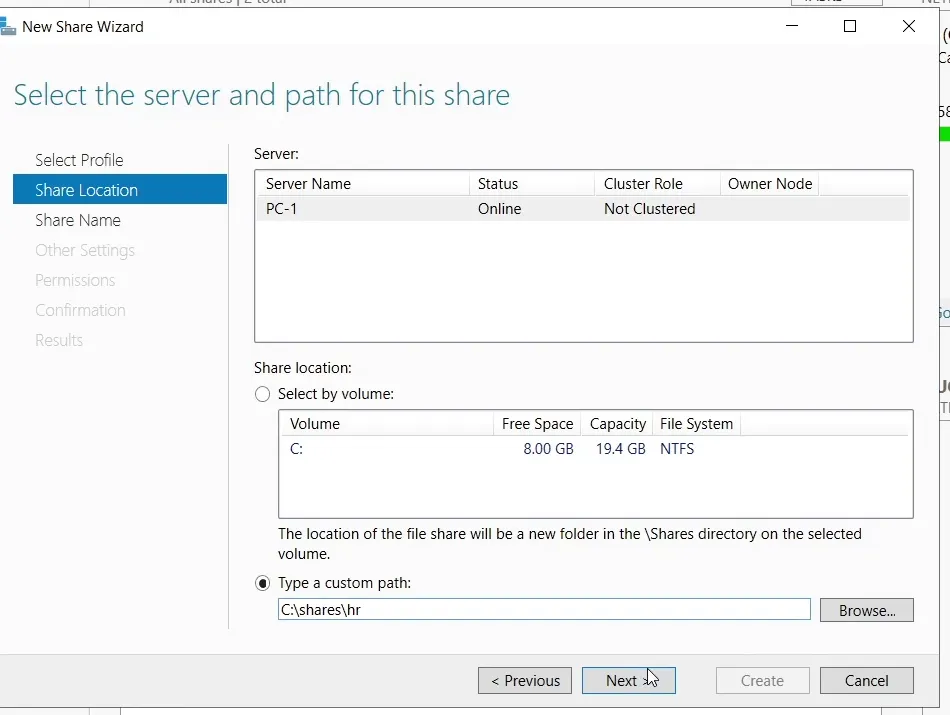 All shares | 2 total
New Share Wizard
Select the server and path for this share
Select Profile
Share Location
Share Name
Other Settings
Permissions
Confirmation
Results
Server:
Server Name Status Cluster Role Owner Node
PC-1 Online Not Clustered
Share location:
Select by volume:
Volume Free Space Capacity File System
C: 8.00 GB 19.4 GB NTFS
The location of the file share will be a new folder in the \Shares directory on the selected
volume.
Type a custom path:
C:\shares\hr
Browse...
< Previous Next Create Cancel